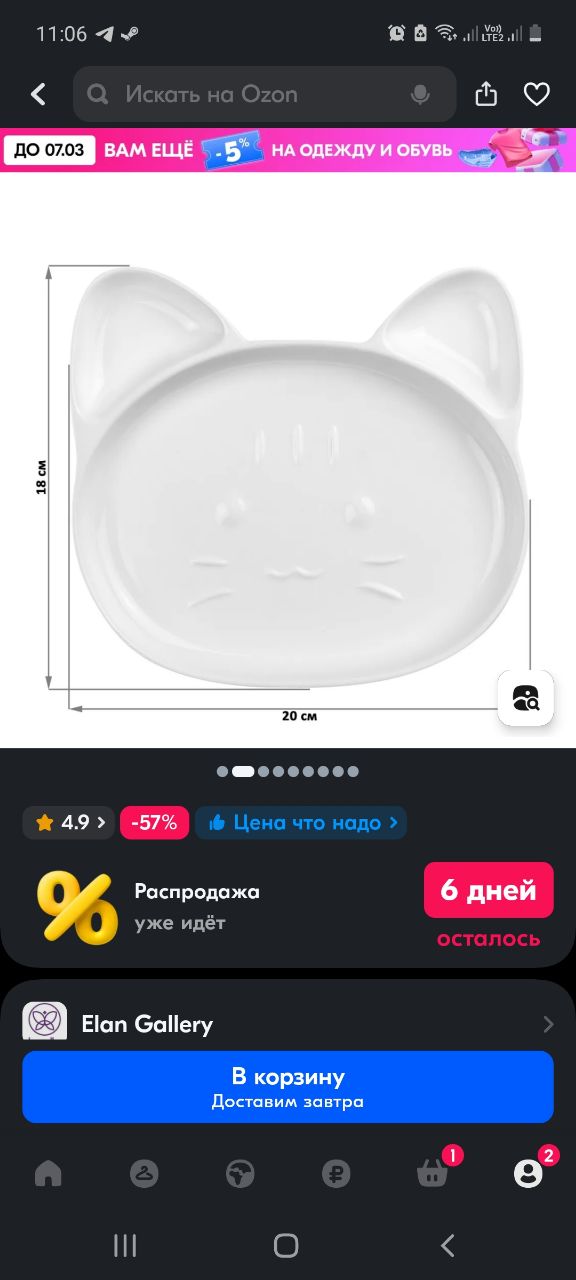 11:06
Vo))
LTE2
Искать на Ozon
ДО 07.03
ВАМ ЕЩЁ
-5%
НА ОДЕЖДУ И ОБУВЬ
18 см
20 см
4.9
-57%
Цена что надо
Распродажа
уже идёт
6 дней
осталось
Elan Gallery
В корзину
Доставим завтра
1
2